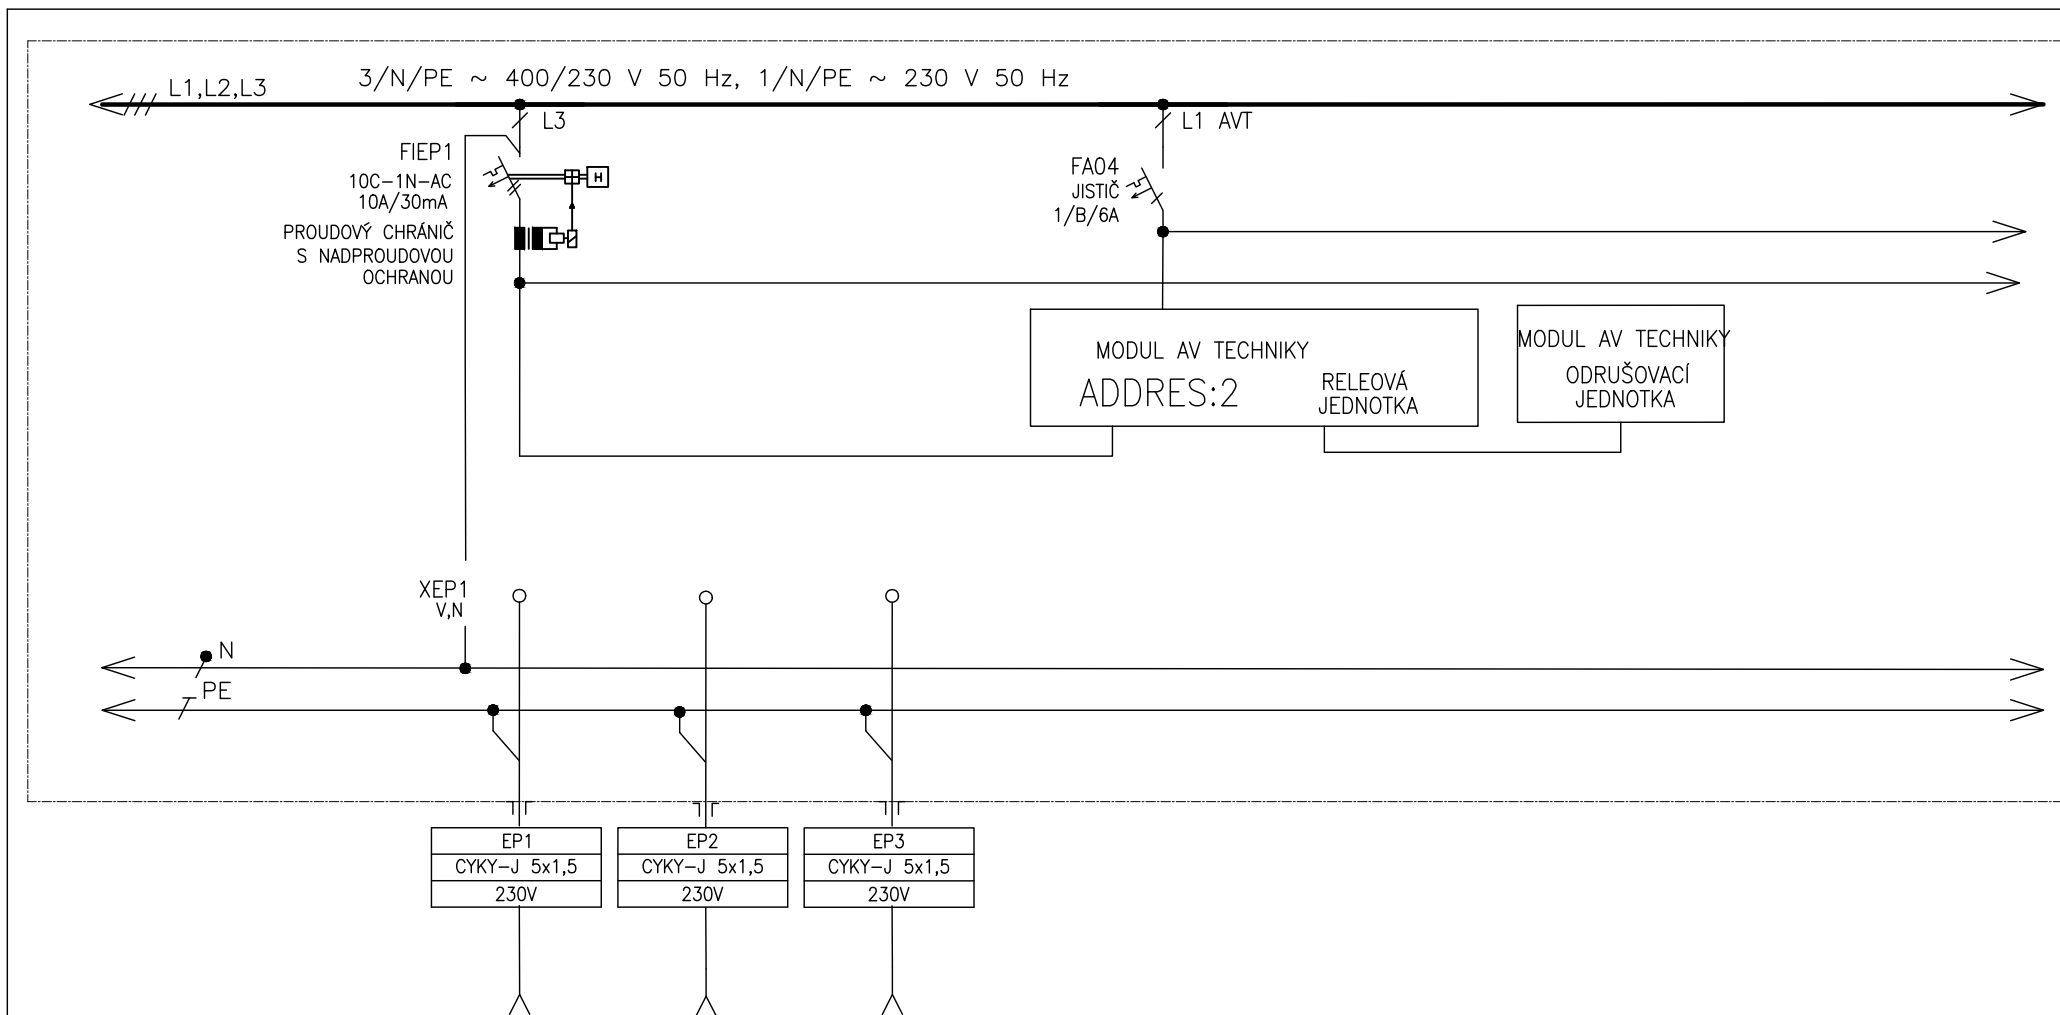 3/N/PE ~ 400/230 V 50 Hz, 1/N/PE ~ 230 V 50 Hz
L1,L2,L3
L3
L1 AVT
FIEP1
10C-1N-AC
10A/30mA
PROUDOVÝ CHRÁNIČ
S NADPROUDOVOU
OCHRANOU
H
FA04
JISTIČ
1/B/6A
MODUL AV TECHNIKY
ADDRES:2
RELEOVÁ
JEDNOTKA
MODUL AV TECHNIKY
ODRUŠOVACÍ
JEDNOTKA
XEP1
V,N
N
PE
EP1
CYKY-J 5x1,5
230V
EP2
CYKY-J 5x1,5
230V
EP3
CYKY-J 5x1,5
230V